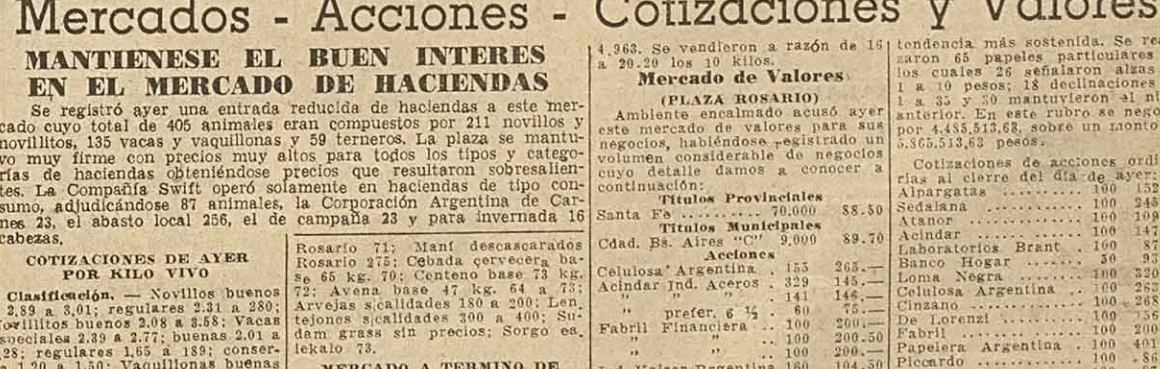 Mercados - Acciones - Cotizaciones y Valores
MANTIENESE EL BUEN INTERES
EN EL MERCADO DE HACIENDAS
Se registró ayer una entrada reducida de haciendas a este mer-
cado cuyo total de 405 animales eran compuestos por 211 novillos y
novillitos, 135 vacas y vaquillonas y 59 terneros. La plaza se mantu-
vo muy firme con precios muy altos para todos los tipos y catego-
rías de haciendas obteniéndose precios que resultaron sobresalien-
tes. La Compañía Swift operó solamente en haciendas de tipo con-
sumo, adjudicándose 87 animales, la Corporación Argentina de Car-
nes 23, el abasto local 256, el de campaña 23 y para invernada 16
cabezas.
COTIZACIONES DE AYER
POR KILO VIVO
Clasificación. — Novillos buenos
2,89 a 3,01; regulares 2.31 a 280;
Novillitos buenos 2.08 a 3.58; Vacas
especiales 2.39 a 2.77; buenas 2.01 a
28; regulares 1,65 a 189; conser-
a 1.20 a 1.50; Vaquillonas buenas
Rosario 71; Maní descascarados
Rosario 275; Cebada cervecera ba-
se 65 kg. 70; Centeno base 73 kg.
72; Avena base 47 kg. 64 a 73;
Arvejas s|calidades 180 a 200; Len,
tejones s|calidades 300 a 400; Su-
dam grass sin precios; Sorgo ea.
lekalo 73.
MERCADO A TERMINO DE
4.963. Se vendieron a razón de 16
a 20.20 los 10 kilos.
Mercado de Valores
(PLAZA ROSARIO)
Ambiente encalmado acusó ayer
este mercado de valores para sus
negocios, habiéndose registrado un
volumen considerable de negocios
cuyo detalle damos a conocer a
continuación:
Títulos Provinciales
Santa Fe .......... 70.000 88.50
Títulos Municipales
Cdad. Bs. Aires "C" 9,000 89.70
Acciones
Celulosa Argentina . 155 265.—
Acindar Ind. Aceros . 329 145.—
" " 141 146.—
" prefer. 6 ½ . 60 75.—
Fabril Financiera .. 100 200.—
" " .. 100 200.50
" " .. 100 200.—
160 104.50
tendencia más sostenida. Se rea
zaron 65 papeles particulares
los cuales 26 señalaron alzas
1 a 10 pesos; 18 declinaciones
1 a 35 y 30 mantuvieron al ni
anterior. En este rubro se nego
por 4.485.513,63, sobre un monto
5.865.513,63 pesos.
Cotizaciones de acciones ordi
rias al cierre del día de ayer:
Alpargatas .......... 100 152
Sedalana ............ 100 245
Atanor .............. 100 109
Acindar ............. 100 147
Laboratorios Brant .. 100 87
Banco Hogar ......... 50 93
Loma Negra .......... 100 320
Celulosa Argentina .. 100 263
Cinzano ............. 100 268
De Lorenzi .......... 100 156
Fabril .............. 100 200
Papelera Argentina . 100 401
Piccardo ............ 100 86